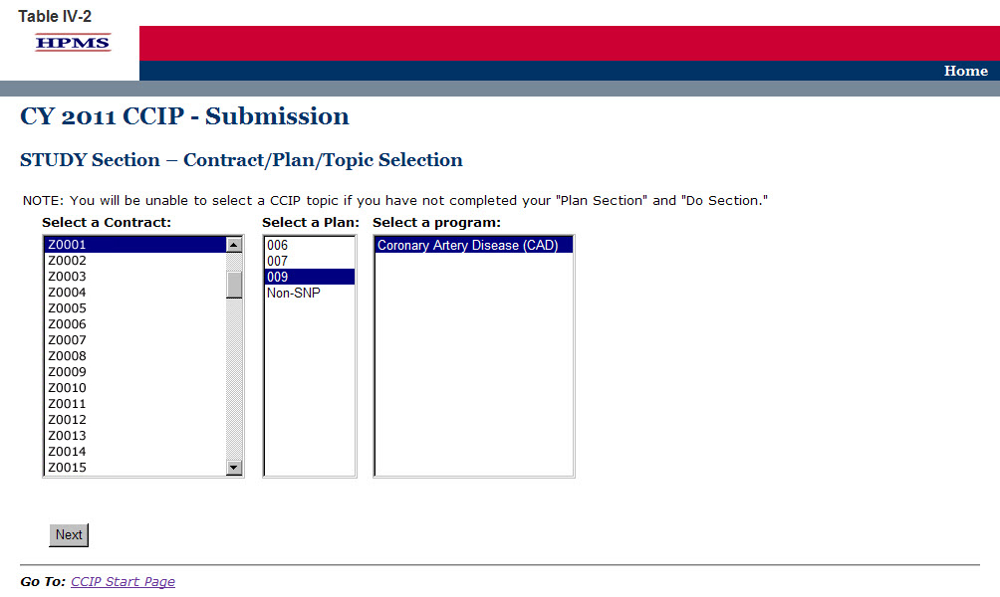 Table IV-2
HPMS
Home
CY 2011 CCIP - Submission
STUDY Section – Contract/Plan/Topic Selection
NOTE: You will be unable to select a CCIP topic if you have not completed your "Plan Section" and "Do Section."
Select a Contract: Select a Plan: Select a program:
Z0001 006 Coronary Artery Disease (CAD)
Z0002 007
Z0003 009
Z0004 Non-SNP
Z0005
Z0006
Z0007
Z0008
Z0009
Z0010
Z0011
Z0012
Z0013
Z0014
Z0015
Next
Go To: CCIP Start Page